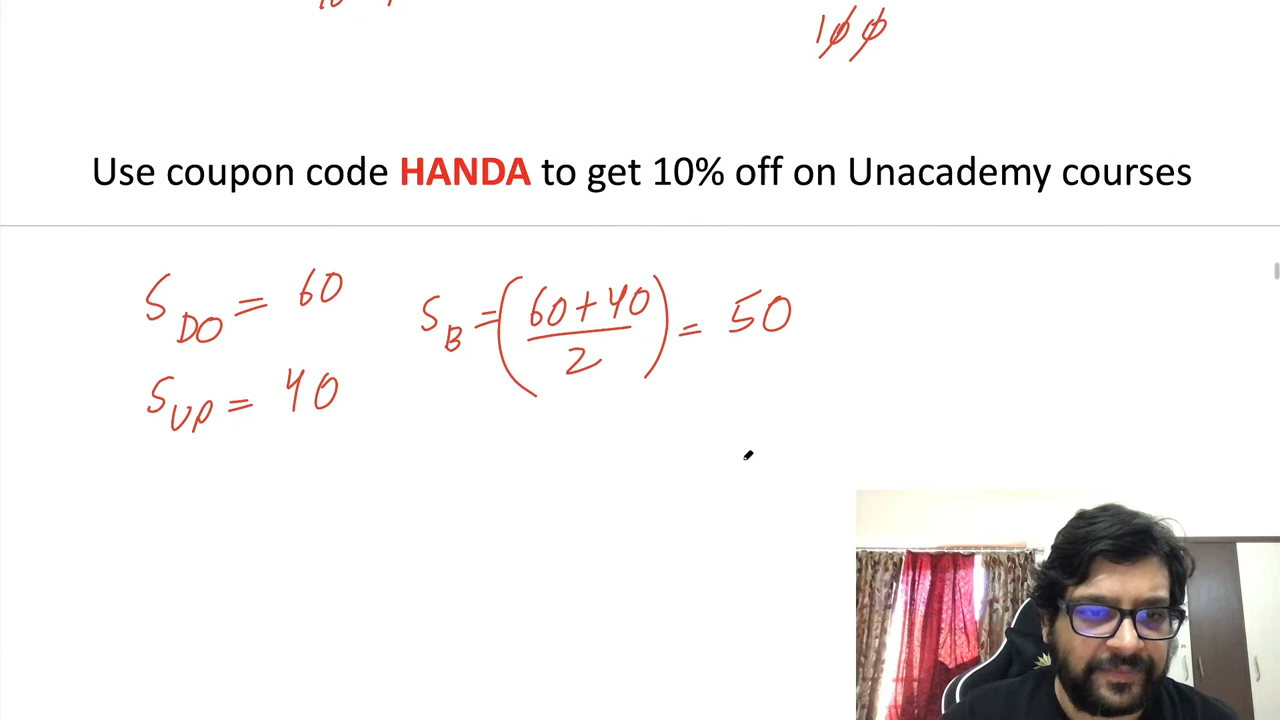 100
Use coupon code HANDA to get 10% off on Unacademy courses
S_DO = 60
S_B = (60+40 / 2) = 50
S_UP = 40